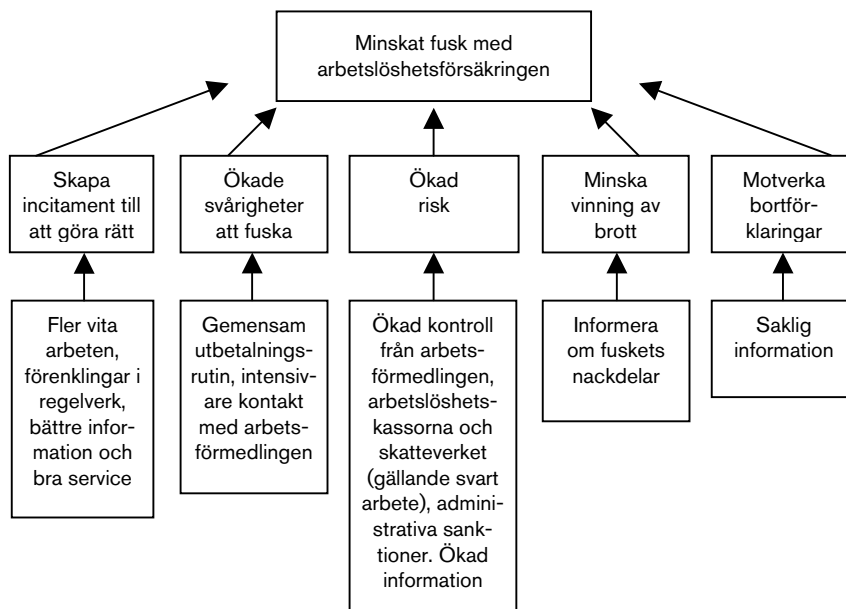 Minskat fusk med
arbetslöshetsförsäkringen
Skapa
incitament till
att göra rätt
Ökade
svårigheter
att fuska
Ökad
risk
Minska
vinning av
brott
Motverka
bortför-
klaringar
Fler vita
arbeten,
förenklingar i
regelverk,
bättre infor-
mation och
bra service
Gemensam
utbetalnings-
rutin, intensiv-
are kontakt
med arbets-
förmedlingen
Ökad kontroll
från arbets-
förmedlingen,
arbetslöshets-
kassorna och
skatteverket
(gällande svart
arbete), admini-
strativa sank-
tioner. Ökad
information
Informera
om fuskets
nackdelar
Saklig
information